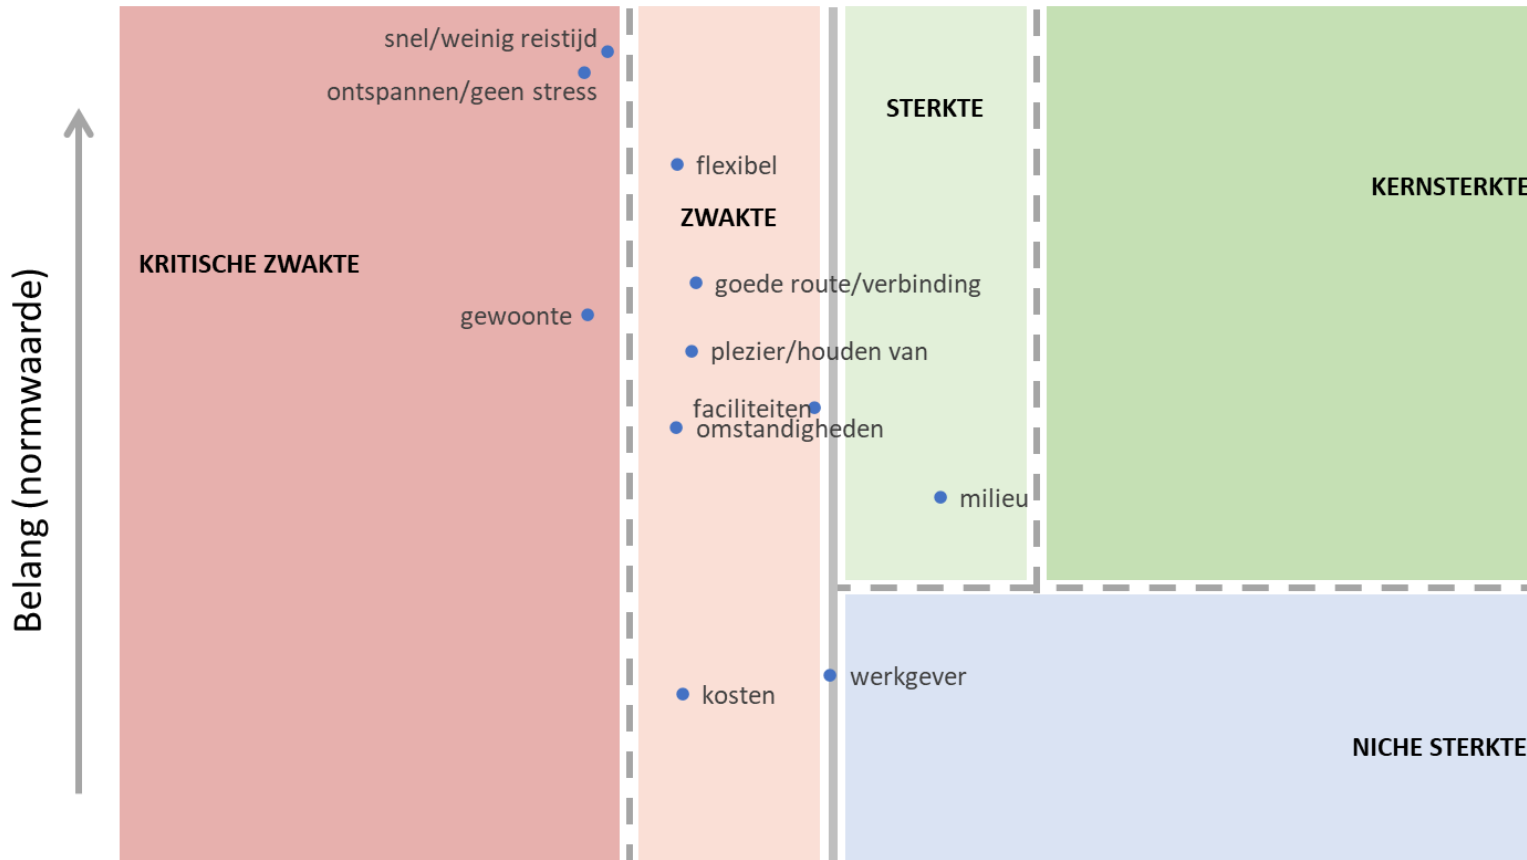 snel/weinig reistijd
ontspannen/geen stress
STERKTE
flexibel
KERNSTERKTE
ZWAKTE
KRITISCHE ZWAKTE
goede route/verbinding
gewoonte
plezier/houden van
faciliteiten
omstandigheden
milieu
Belang (normwaarde)
werkgever
kosten
NICHE STERKTE